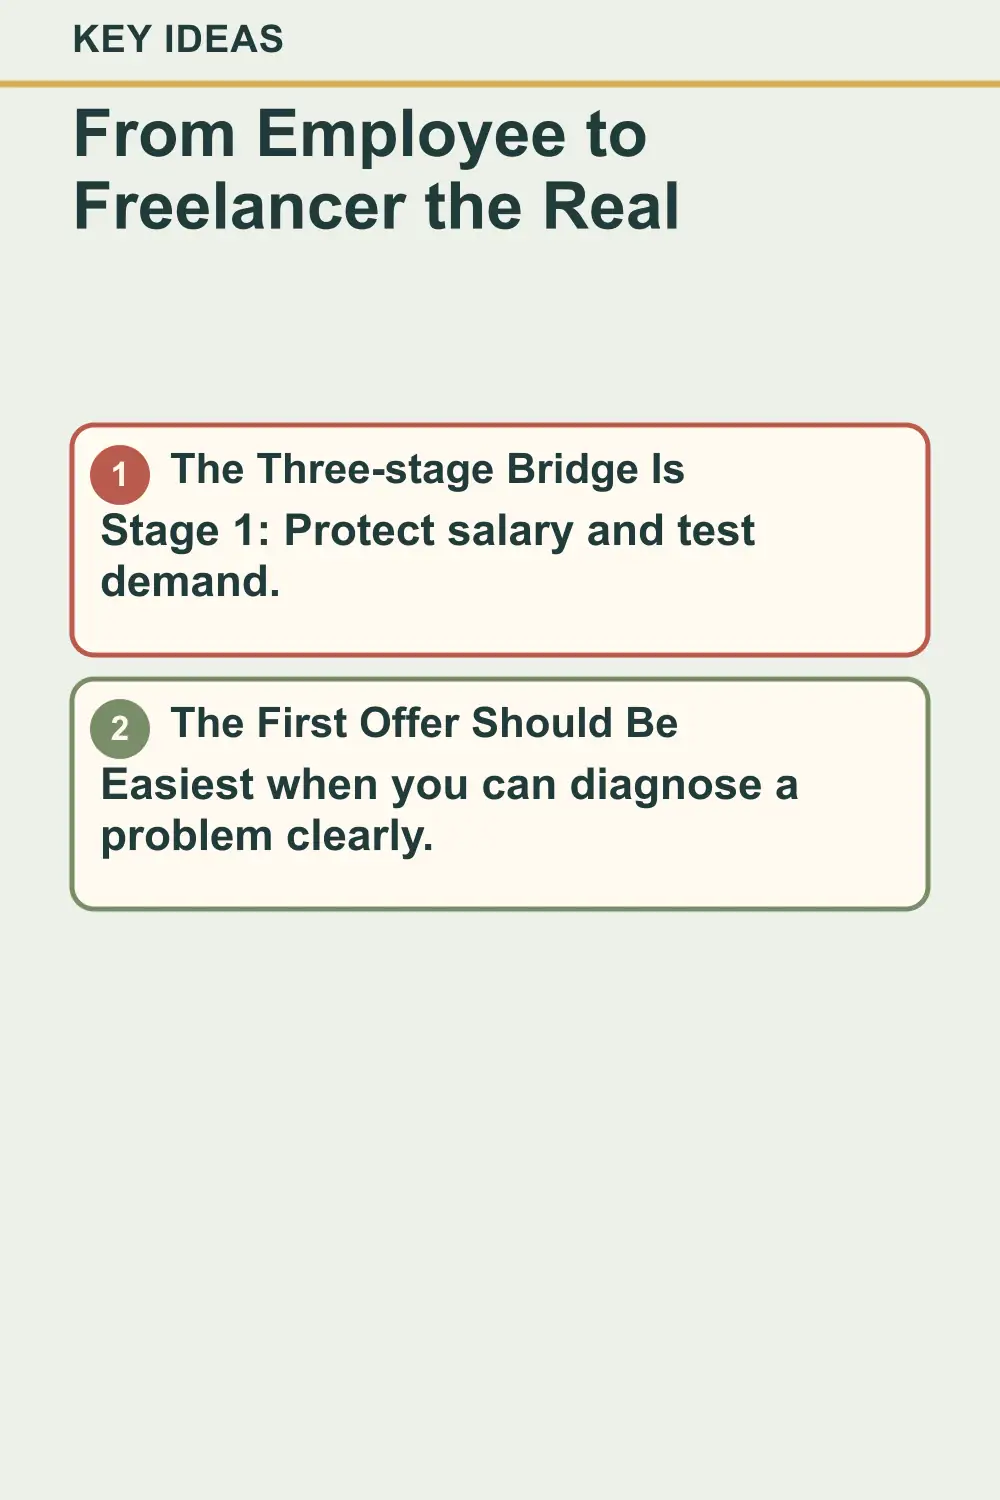 KEY IDEAS
From Employee to
Freelancer the Real
1 The Three-stage Bridge Is
Stage 1: Protect salary and test
demand.
2 The First Offer Should Be
Easiest when you can diagnose a
problem clearly.